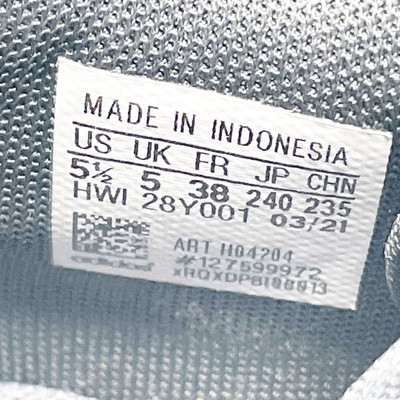 MADE IN INDONESIA
US UK FR JP CHN
5½ 5 38 240 235
HWI 28Y001 03/21
ART H04204
#127599972
adidas